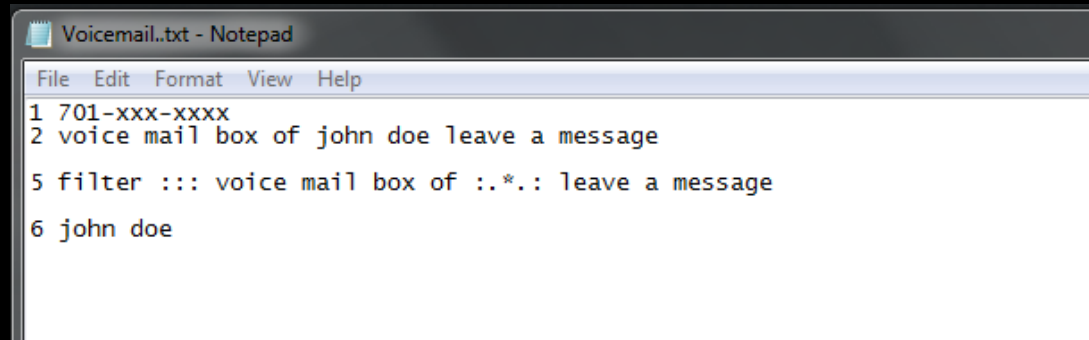 Voicemail..txt - Notepad
File Edit Format View Help
1 701-xxx-xxxx
2 voice mail box of john doe leave a message
5 filter ::: voice mail box of :.*.: leave a message
6 john doe